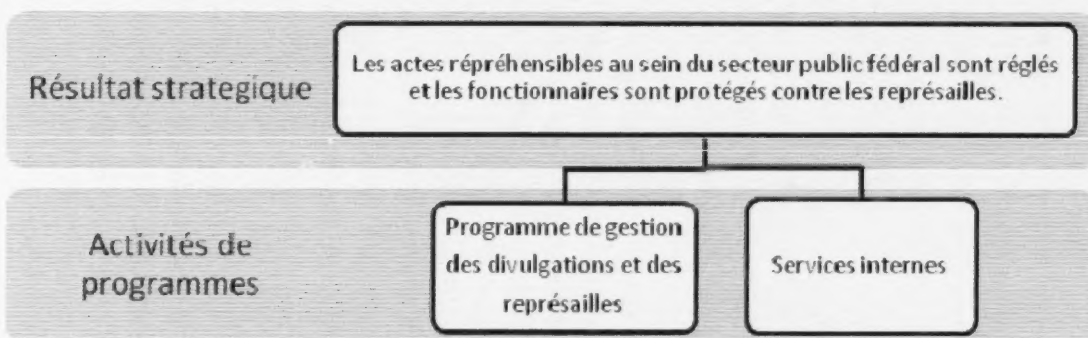 Résultat strategique
Les actes répréhensibles au sein du secteur public fédéral sont réglés
et les fonctionnaires sont protégés contre les représailles.
Activités de
programmes
Programme de gestion
des divulgations et des
représailles
Services internes